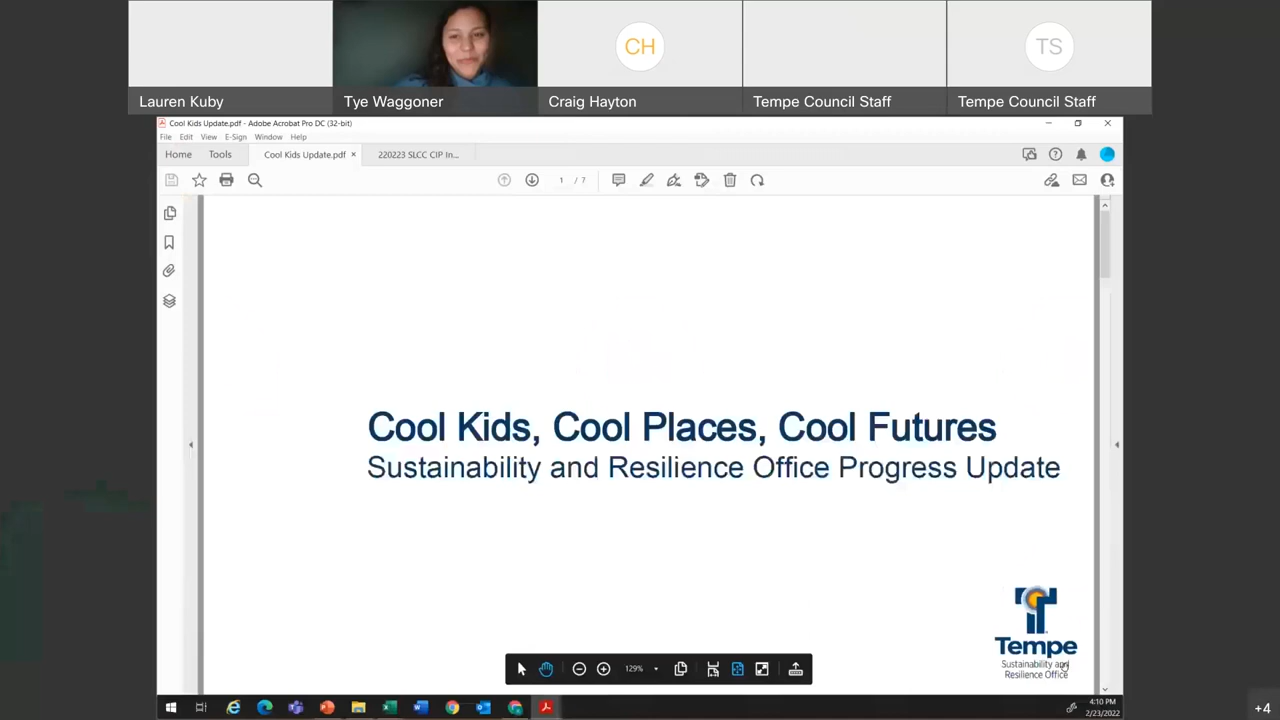 CH
TS
Lauren Kuby
Tye Waggoner
Craig Hayton
Tempe Council Staff
Tempe Council Staff
Cool Kids Update.pdf - Adobe Acrobat Pro DC (32-bit)
File Edit View E-Sign Window Help
Home Tools Cool Kids Update.pdf × 220223 SLCC CIP In...
1 / 7
Cool Kids, Cool Places, Cool Futures
Sustainability and Resilience Office Progress Update
Tempe
Sustainability and
Resilience Office
129%
4:10 PM
2/23/2022
+4